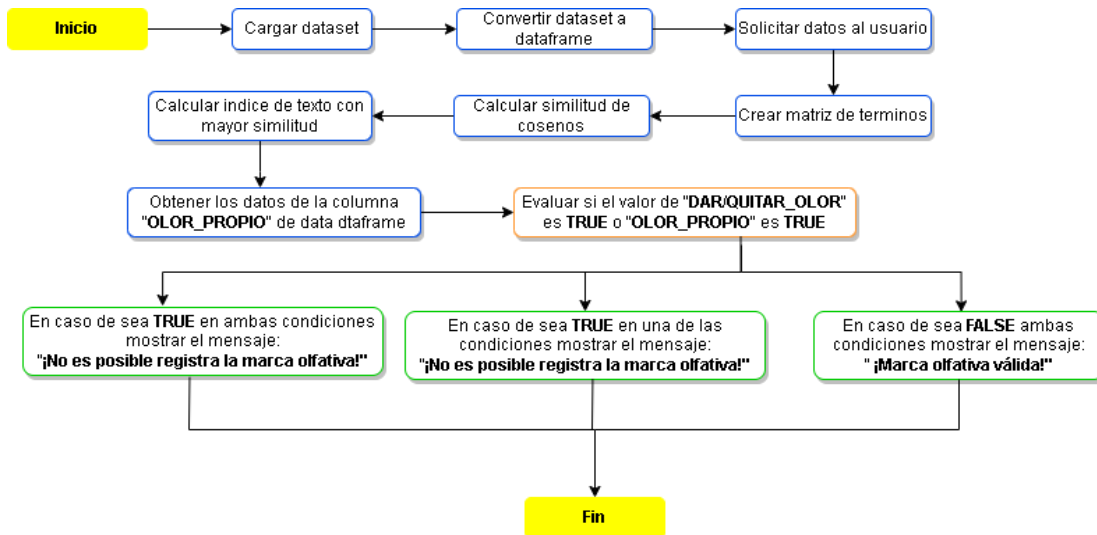 Inicio
Cargar dataset
Convertir dataset a
dataframe
Solicitar datos al usuario
Crear matriz de terminos
Calcular similitud de
cosenos
Calcular indice de texto con
mayor similitud
Obtener los datos de la columna
"OLOR_PROPIO" de data dtaframe
Evaluar si el valor de "DAR/QUITAR_OLOR"
es TRUE o "OLOR_PROPIO" es TRUE
En caso de sea TRUE en ambas condiciones
mostrar el mensaje:
"¡No es posible registra la marca olfativa!"
En caso de sea TRUE en una de las
condiciones mostrar el mensaje:
"¡No es posible registra la marca olfativa!"
En caso de sea FALSE ambas
condiciones mostrar el mensaje:
" ¡Marca olfativa válida!"
Fin